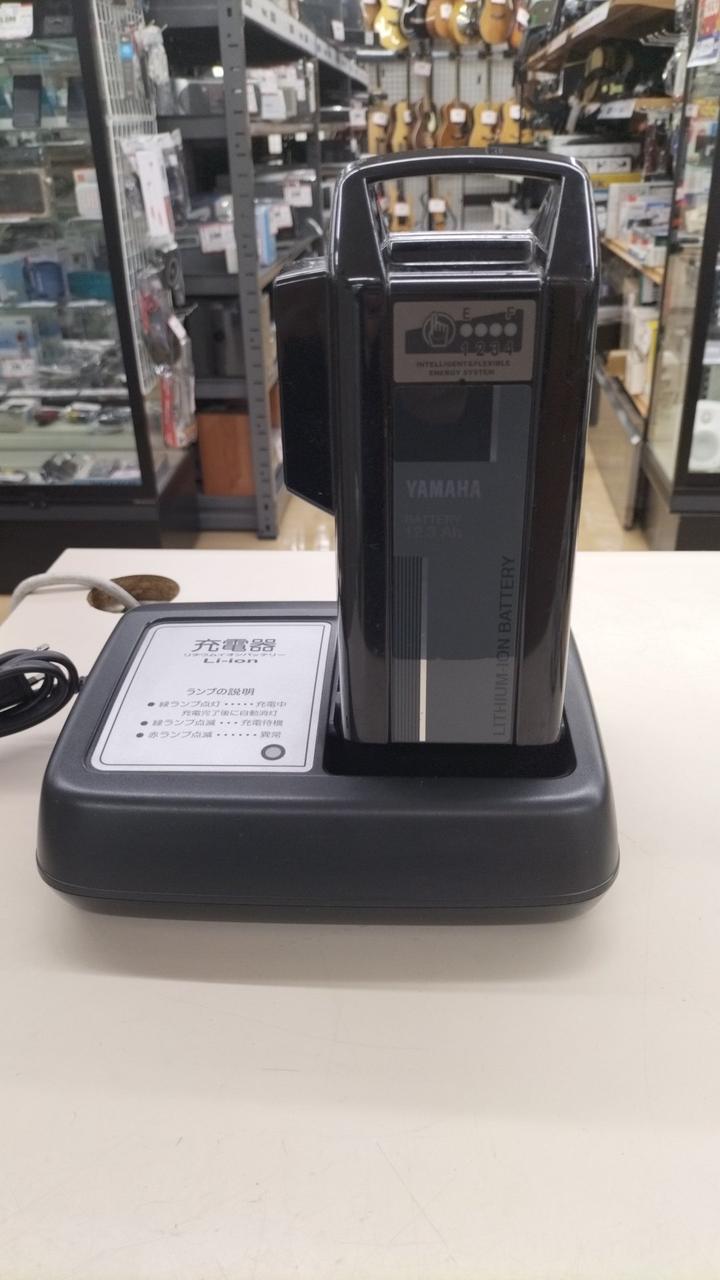 E F
1 2 3 4
INTELLIGENT&FLEXIBLE
ENERGY SYSTEM
YAMAHA
BATTERY
12.3 Ah
LITHIUM-ION BATTERY
充電器
リチウムイオンバッテリー
Li-ion
ランプの説明
●緑ランプ点灯・・・・・充電中
充電完了後に自動消灯
●緑ランプ点滅・・・充電待機
●赤ランプ点滅・・・・・・異常